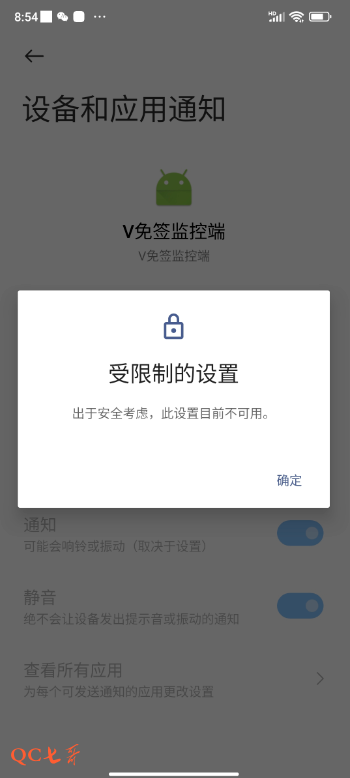 8:54
HD
设备和应用通知
V免签监控端
V免签监控端
受限制的设置
出于安全考虑，此设置目前不可用。
确定
通知
可能会响铃或振动（取决于设置）
静音
绝不会让设备发出提示音或振动的通知
查看所有应用
为每个可发送通知的应用更改设置
QC七哥